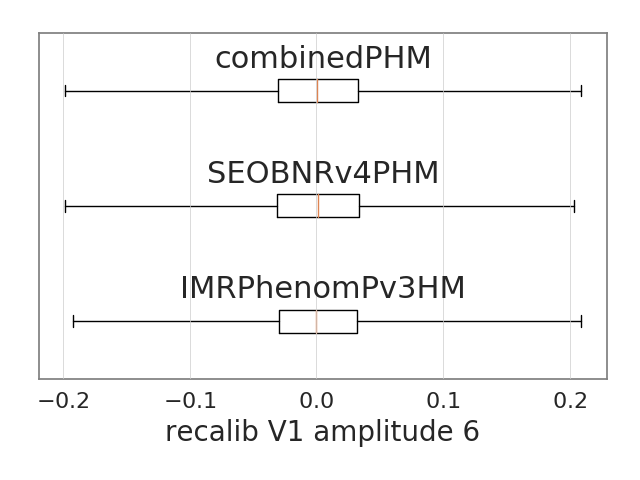 combinedPHM
SEOBNRv4PHM
IMRPhenomPv3HM
−0.2 −0.1 0.0 0.1 0.2
recalib V1 amplitude 6